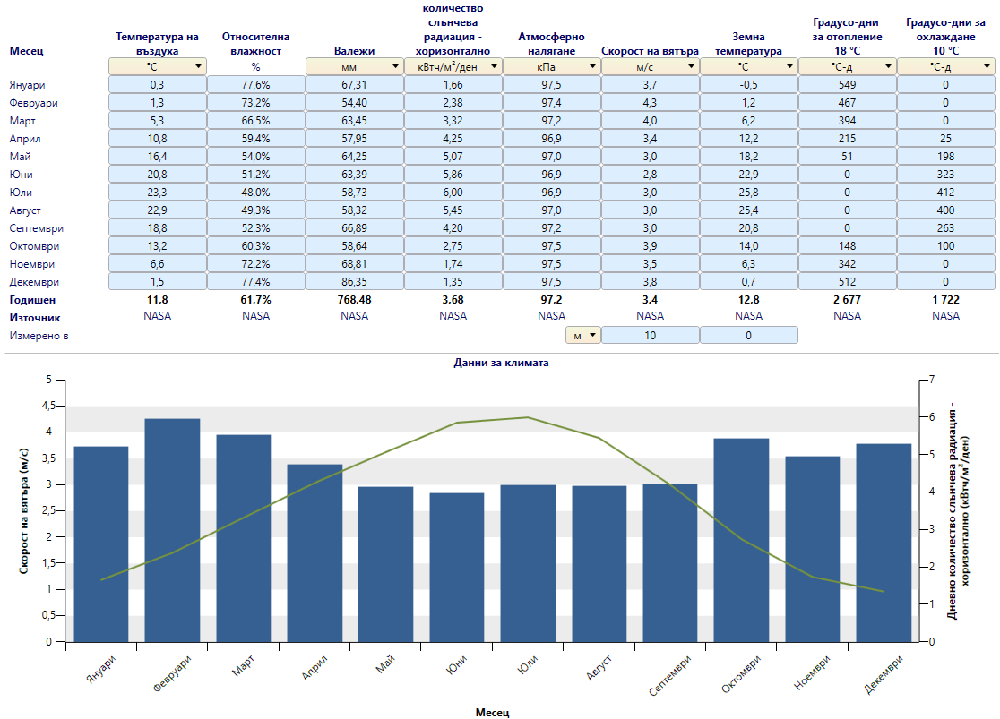 Месец Температура на въздуха Относителна влажност Валежи количество слънчева радиация - хоризонтално Атмосферно налягане Скорост на вятъра Земна температура Градусо-дни за отопление 18 °C Градусо-дни за охлаждане 10 °C
°C % мм кВтч/м²/ден кПа м/с °C °C-д °C-д
Януари 0,3 77,6% 67,31 1,66 97,5 3,7 -0,5 549 0
Февруари 1,3 73,2% 54,40 2,38 97,4 4,3 1,2 467 0
Март 5,3 66,5% 63,45 3,32 97,2 4,0 6,2 394 0
Април 10,8 59,4% 57,95 4,25 96,9 3,4 12,2 215 25
Май 16,4 54,0% 64,25 5,07 97,0 3,0 18,2 51 198
Юни 20,8 51,2% 63,39 5,86 96,9 2,8 22,9 0 323
Юли 23,3 48,0% 58,73 6,00 96,9 3,0 25,8 0 412
Август 22,9 49,3% 58,32 5,45 97,0 3,0 25,4 0 400
Септември 18,8 52,3% 66,89 4,20 97,2 3,0 20,8 0 263
Октомври 13,2 60,3% 58,64 2,75 97,5 3,9 14,0 148 100
Ноември 6,6 72,2% 68,81 1,74 97,5 3,5 6,3 342 0
Декември 1,5 77,4% 86,35 1,35 97,5 3,8 0,7 512 0
Годишен 11,8 61,7% 768,48 3,68 97,2 3,4 12,8 2 677 1 722
Източник NASA NASA NASA NASA NASA NASA NASA NASA NASA
Измерено в м 10 0
Данни за климата
Скорост на вятъра (м/с)
5
4,5
4
3,5
3
2,5
2
1,5
1
0,5
0
7
6
5
4
3
2
1
0
Дневно количество слънчева радиация -
хоризонтално (кВтч/м²/ден)
Януари Февруари Март Април Май Юни Юли Август Септември Октомври Ноември Декември
Месец